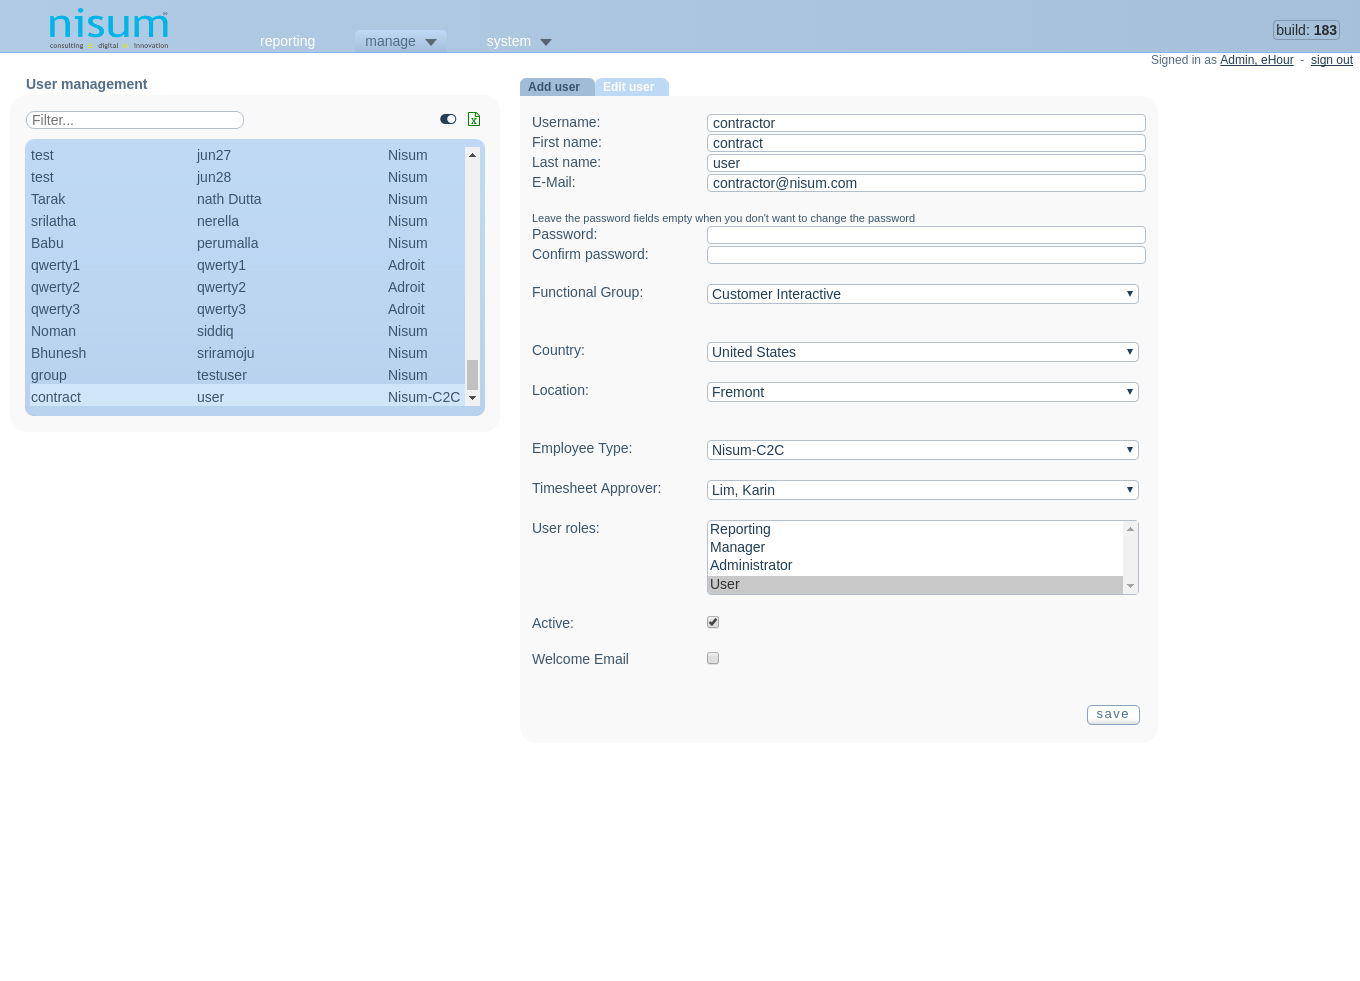 nisum
consulting digital innovation
reporting manage system
build: 183
Signed in as Admin, eHour - sign out
User management
Filter...
test jun27 Nisum
test jun28 Nisum
Tarak nath Dutta Nisum
srilatha nerella Nisum
Babu perumalla Nisum
qwerty1 qwerty1 Adroit
qwerty2 qwerty2 Adroit
qwerty3 qwerty3 Adroit
Noman siddiq Nisum
Bhunesh sriramoju Nisum
group testuser Nisum
contract user Nisum-C2C
Add user Edit user
Username: contractor
First name: contract
Last name: user
E-Mail: contractor@nisum.com
Leave the password fields empty when you don't want to change the password
Password:
Confirm password:
Functional Group: Customer Interactive
Country: United States
Location: Fremont
Employee Type: Nisum-C2C
Timesheet Approver: Lim, Karin
User roles: Reporting
Manager
Administrator
User
Active:
Welcome Email
save